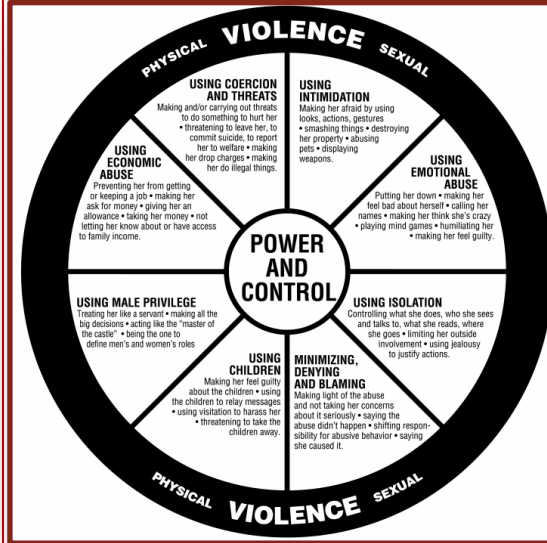 PHYSICAL VIOLENCE SEXUAL
USING COERCION
AND THREATS
Making and/or carrying out threats
to do something to hurt her
• threatening to leave her, to
commit suicide, to report
her to welfare • making
her drop charges • making
her do illegal things.
USING
INTIMIDATION
Making her afraid by using
looks, actions, gestures
• smashing things • destroying
her property • abusing
pets • displaying
weapons.
USING
ECONOMIC
ABUSE
Preventing her from getting
or keeping a job • making her
ask for money • giving her an
allowance • taking her money • not
letting her know about or have access
to family income.
USING
EMOTIONAL
ABUSE
Putting her down • making her
feel bad about herself • calling her
names • making her think she's crazy
• playing mind games • humiliating her
• making her feel guilty.
POWER
AND
CONTROL
USING MALE PRIVILEGE
Treating her like a servant • making all the
big decisions • acting like the "master of
the castle" • being the one to
define men's and women's roles
USING ISOLATION
Controlling what she does, who she sees
and talks to, what she reads, where
she goes • limiting her outside
involvement • using jealousy
to justify actions.
USING
CHILDREN
Making her feel guilty
about the children • using
the children to relay messages
• using visitation to harass her
• threatening to take the
children away.
MINIMIZING,
DENYING
AND BLAMING
Making light of the abuse
and not taking her concerns
about it seriously • saying the
abuse didn't happen • shifting respon-
sibility for abusive behavior • saying
she caused it.
PHYSICAL VIOLENCE SEXUAL